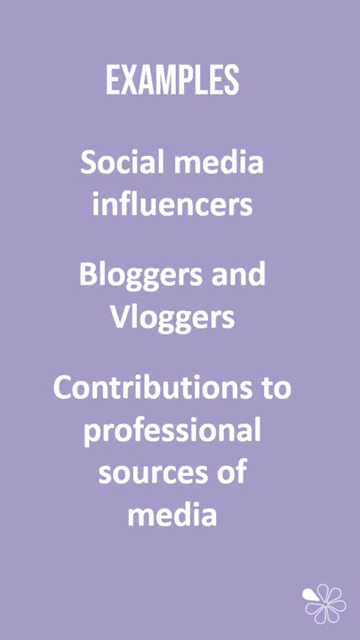 EXAMPLES
Social media
influencers
Bloggers and
Vloggers
Contributions to
professional
sources of
media